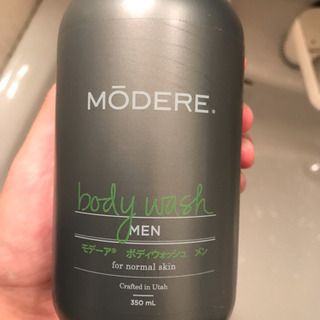 MŌDERE®
body wash
MEN
モデーア® ボディウォッシュ メン
for normal skin
Crafted in Utah
350 mL